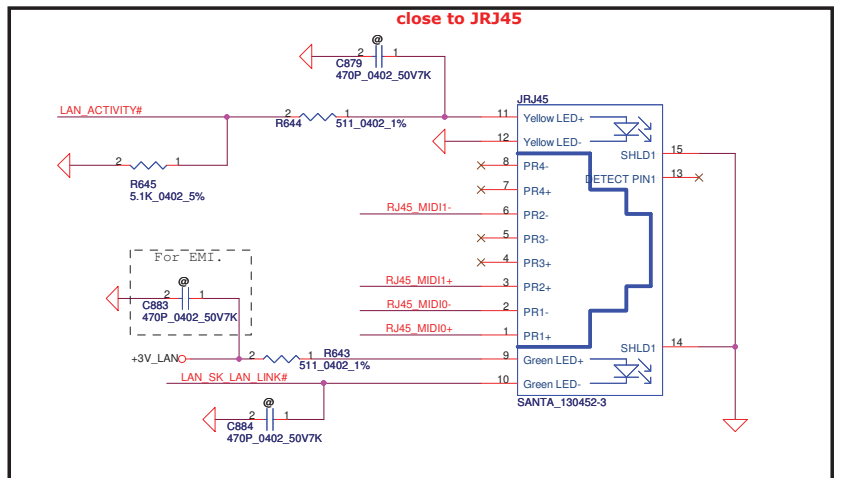 close to JRJ45
@
2 1
C879
470P_0402_50V7K
JRJ45
LAN_ACTIVITY#
2 1
R644 511_0402_1%
11 Yellow LED+
12 Yellow LED-
8 PR4-
SHLD1 15
2 1
R645
5.1K_0402_5%
7 PR4+
DETECT PIN1 13
RJ45_MIDI1- 6 PR2-
5 PR3-
For EMI.
4 PR3+
@
2 1
C883
470P_0402_50V7K
RJ45_MIDI1+ 3 PR2+
RJ45_MIDI0- 2 PR1-
RJ45_MIDI0+ 1 PR1+
SHLD1 14
+3V_LAN 2 1 R643
511_0402_1%
9 Green LED+
LAN_SK_LAN_LINK# 10 Green LED-
SANTA_130452-3
@
2 1
C884
470P_0402_50V7K